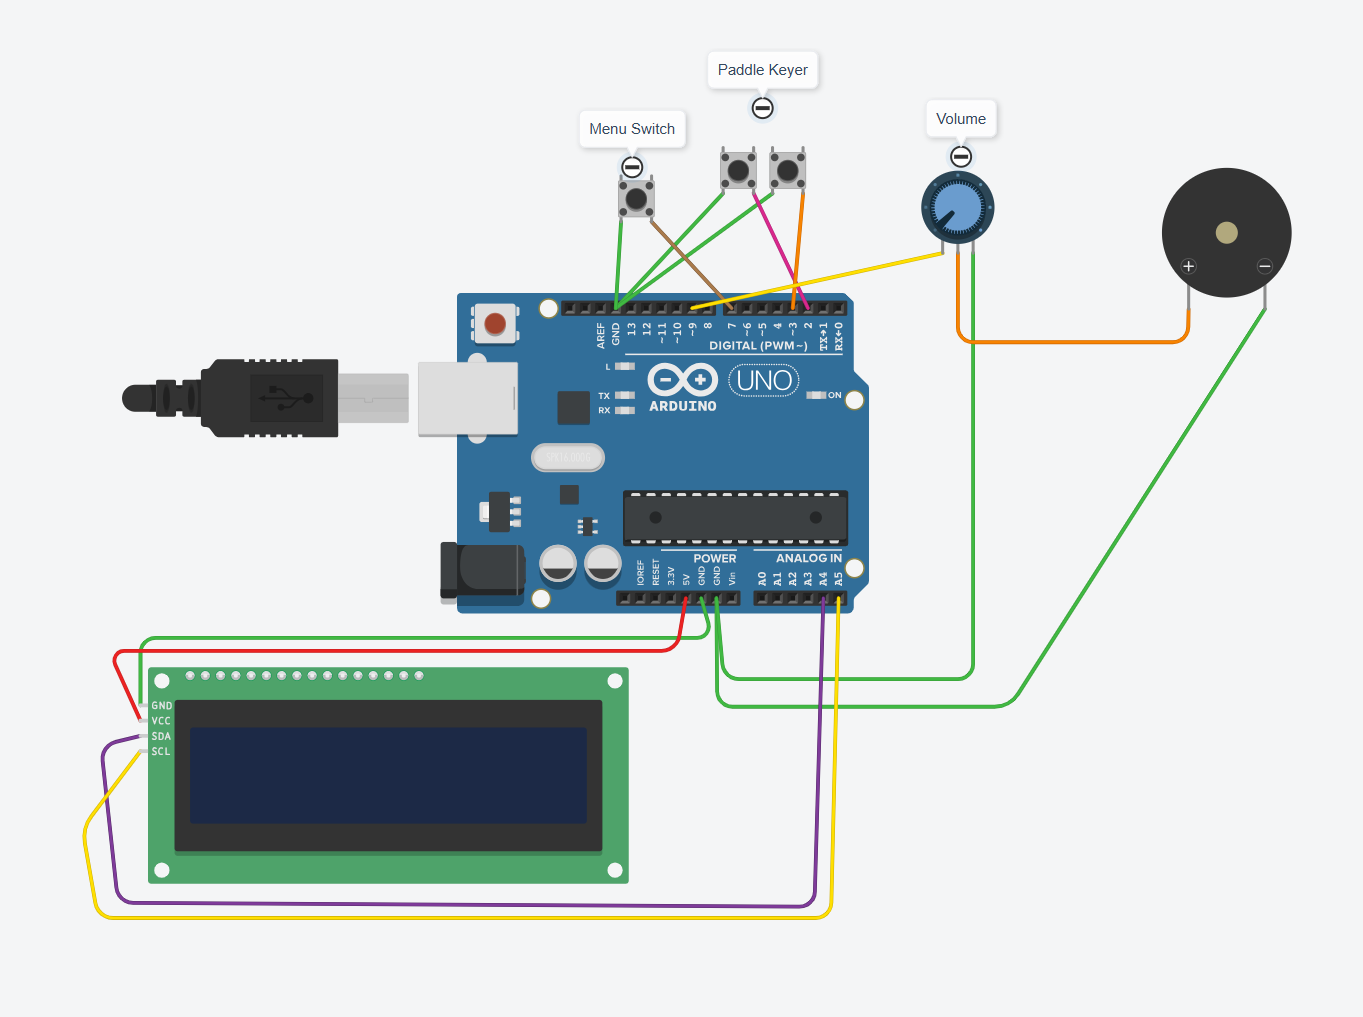 Paddle Keyer
Menu Switch
Volume
AREF
GND
13
12
~11
~10
~9
8
7
~6
~5
4
~3
2
TX→1
RX←0
DIGITAL (PWM~)
L
TX
RX
ARDUINO
UNO
ON
IOREF
RESET
3.3V
5V
GND
GND
Vin
POWER
ANALOG IN
A0
A1
A2
A3
A4
A5
GND
VCC
SDA
SCL